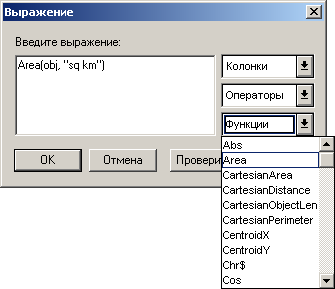 Выражение
Введите выражение:
Area(obj, "sq km")
Колонки
Операторы
Функции
OK
Отмена
Провери
Abs
Area
CartesianArea
CartesianDistance
CartesianObjectLen
CartesianPerimeter
CentroidX
CentroidY
Chr$
Cos